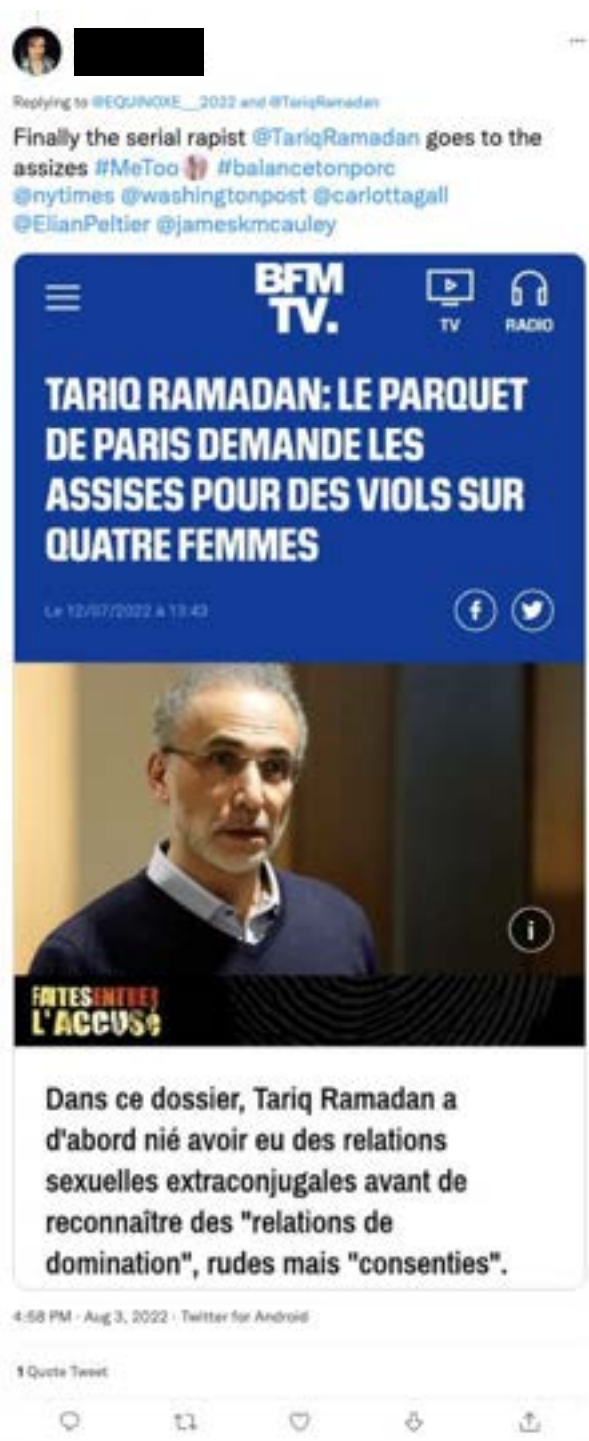 Replying to @EQUINOXE__2022 and @TariqRamadan
Finally the serial rapist @TariqRamadan goes to the
assizes #MeToo #balancetonporc
@nytimes @washingtonpost @carlottagall
@ElianPeltier @jameskmcauley
BFM
TV.
TV
RADIO
TARIQ RAMADAN: LE PARQUET
DE PARIS DEMANDE LES
ASSISES POUR DES VIOLS SUR
QUATRE FEMMES
Le 12/07/2022 à 13:43
FAITES ENTRER
L'ACCUSÉ
Dans ce dossier, Tariq Ramadan a
d'abord nié avoir eu des relations
sexuelles extraconjugales avant de
reconnaître des "relations de
domination", rudes mais "consenties".
4:58 PM · Aug 3, 2022 · Twitter for Android
1 Quote Tweet